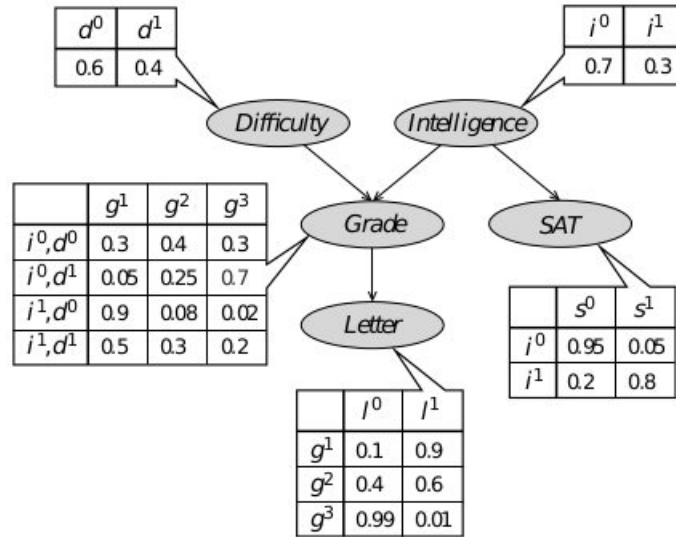 d⁰ d¹
0.6 0.4
i⁰ i¹
0.7 0.3
Difficulty
Intelligence
g¹ g² g³
i⁰,d⁰ 0.3 0.4 0.3
i⁰,d¹ 0.05 0.25 0.7
i¹,d⁰ 0.9 0.08 0.02
i¹,d¹ 0.5 0.3 0.2
Grade
SAT
Letter
s⁰ s¹
i⁰ 0.95 0.05
i¹ 0.2 0.8
l⁰ l¹
g¹ 0.1 0.9
g² 0.4 0.6
g³ 0.99 0.01